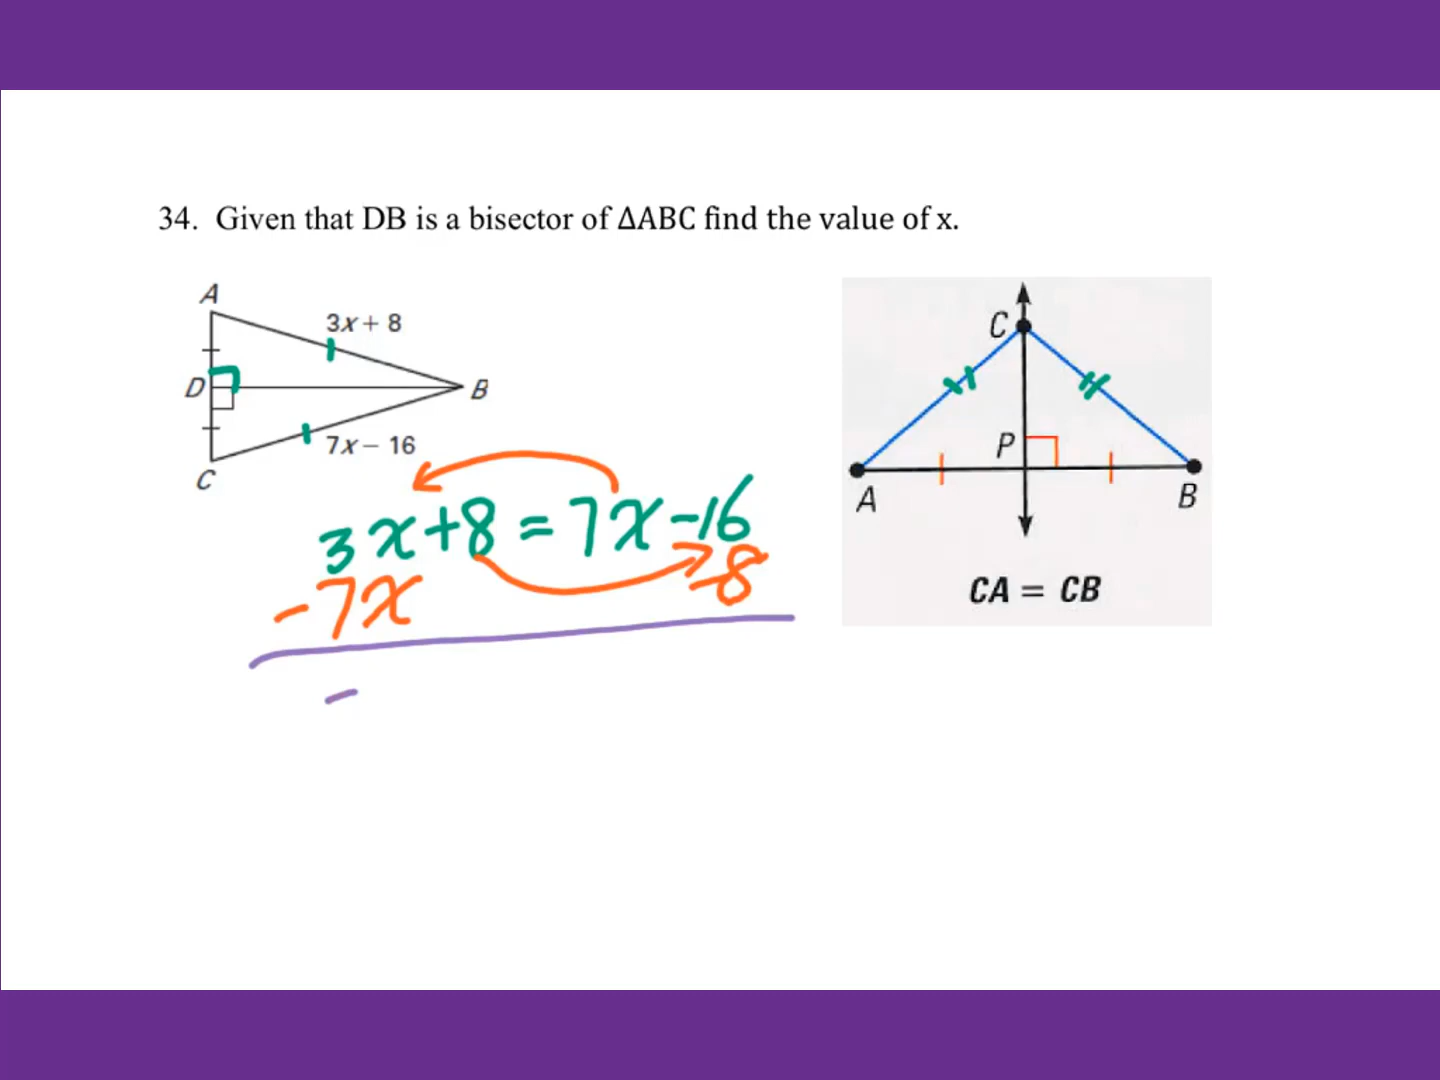 34. Given that DB is a bisector of ΔABC find the value of x.
A
3x + 8
D
B
7x − 16
C
3x+8 = 7x-16
-7x -8
-
C
P
A
B
CA = CB